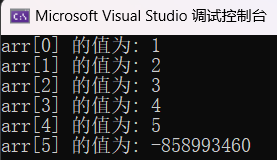 Microsoft Visual Studio 调试控制台
arr[0] 的值为: 1
arr[1] 的值为: 2
arr[2] 的值为: 3
arr[3] 的值为: 4
arr[4] 的值为: 5
arr[5] 的值为: -858993460